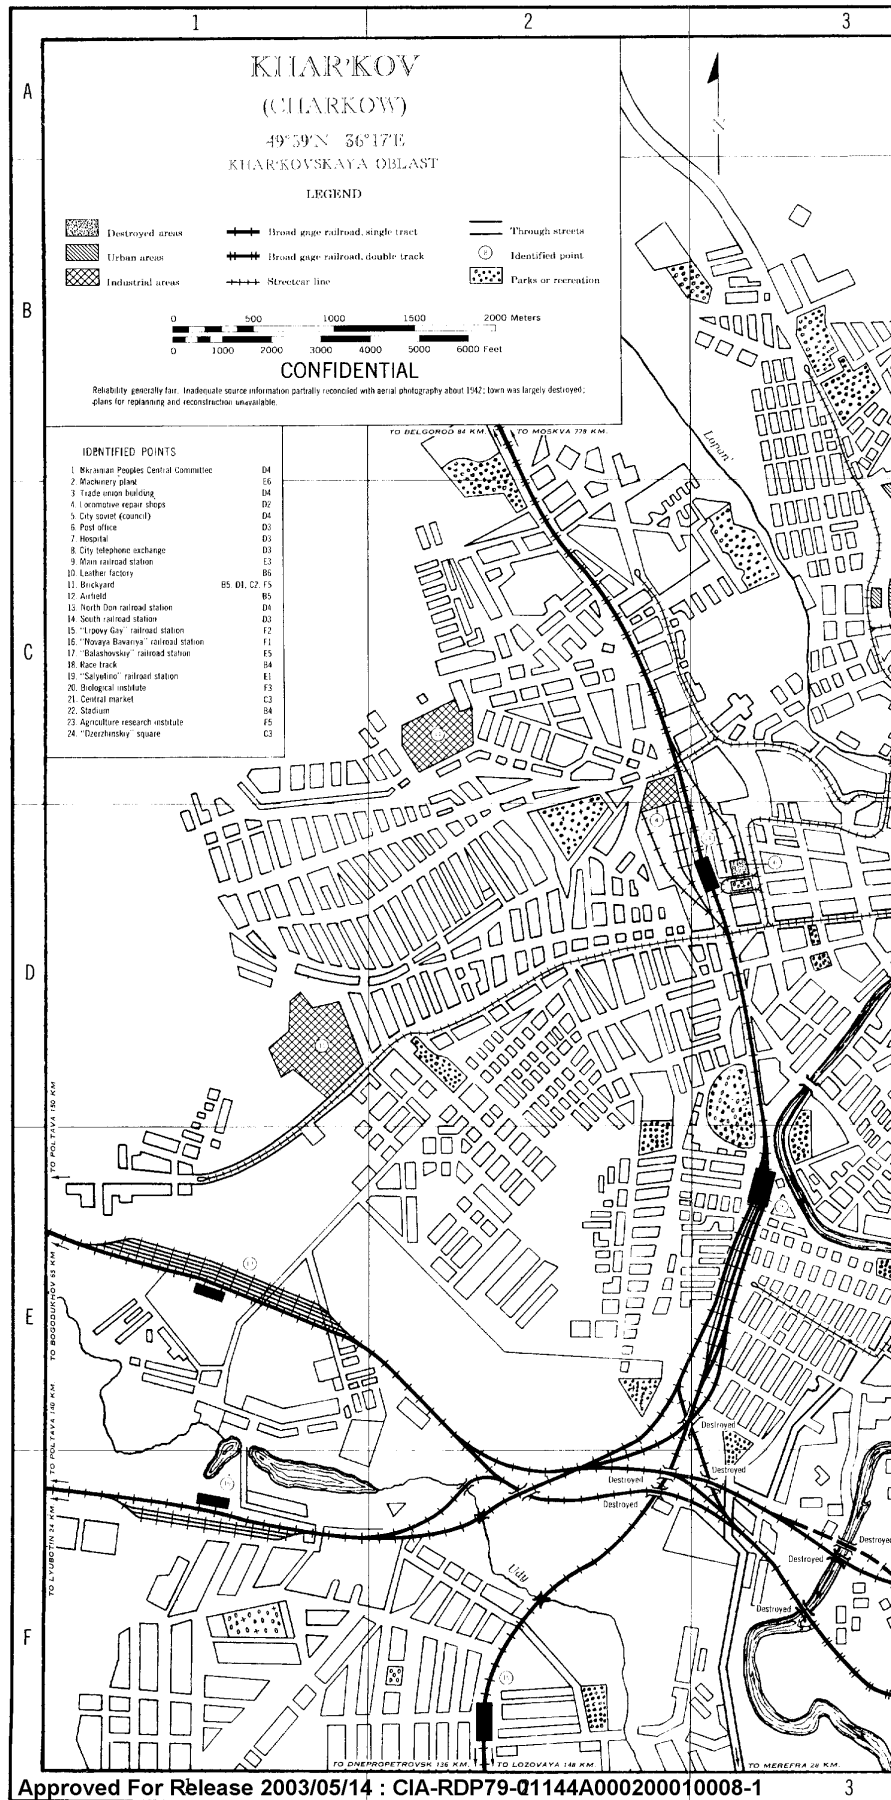 1 2 3
A
B
C
D
E
F
KHAR'KOV
(CHARKOW)
49°59'N 36°17'E
KHAR'KOVSKAYA OBLAST
LEGEND
Destroyed areas
Urban areas
Industrial areas
Broad gage railroad, single tract
Broad gage railroad, double track
Streetcar line
Through streets
Identified point
Parks or recreation
0 500 1000 1500 2000 Meters
0 1000 2000 3000 4000 5000 6000 Feet
CONFIDENTIAL
Reliability generally fair. Inadequate source information partially reconciled with aerial photography about 1942; town was largely destroyed;
plans for replanning and reconstruction unavailable.
IDENTIFIED POINTS
1. Ukrainian Peoples Central Committee D4
2. Machinery plant E6
3. Trade union building D4
4. Locomotive repair shops D2
5. City soviet (council) D4
6. Post office D3
7. Hospital D3
8. City telephone exchange D3
9. Main railroad station E3
10. Leather factory B6
11. Brickyard B5, D1, C2, F5
12. Airfield B5
13. North Don railroad station D4
14. South railroad station D3
15. "Lipovy Gay" railroad station F2
16. "Novaya Bavariya" railroad station F1
17. "Balashovskiy" railroad station E5
18. Race track B4
19. "Salyutino" railroad station E1
20. Biological institute F3
21. Central market C3
22. Stadium B4
23. Agriculture research institute F5
24. "Dzerzhinskiy" square C3
TO BELGOROD 84 KM. TO MOSKVA 778 KM.
Lopan'
TO POLTAVA 150 KM
TO BOGODUKHOV 65 KM
TO POLTAVA 140 KM.
TO LYUBOTIN 24 KM.
Udy
Destroyed
Destroyed
Destroyed
Destroyed
Destroyed
Destroyed
Destroyed
TO DNEPROPETROVSK 136 KM. TO LOZOVAYA 148 KM.
TO MEREFA 28 KM.
Approved For Release 2003/05/14 : CIA-RDP79-01144A000200010008-1
3